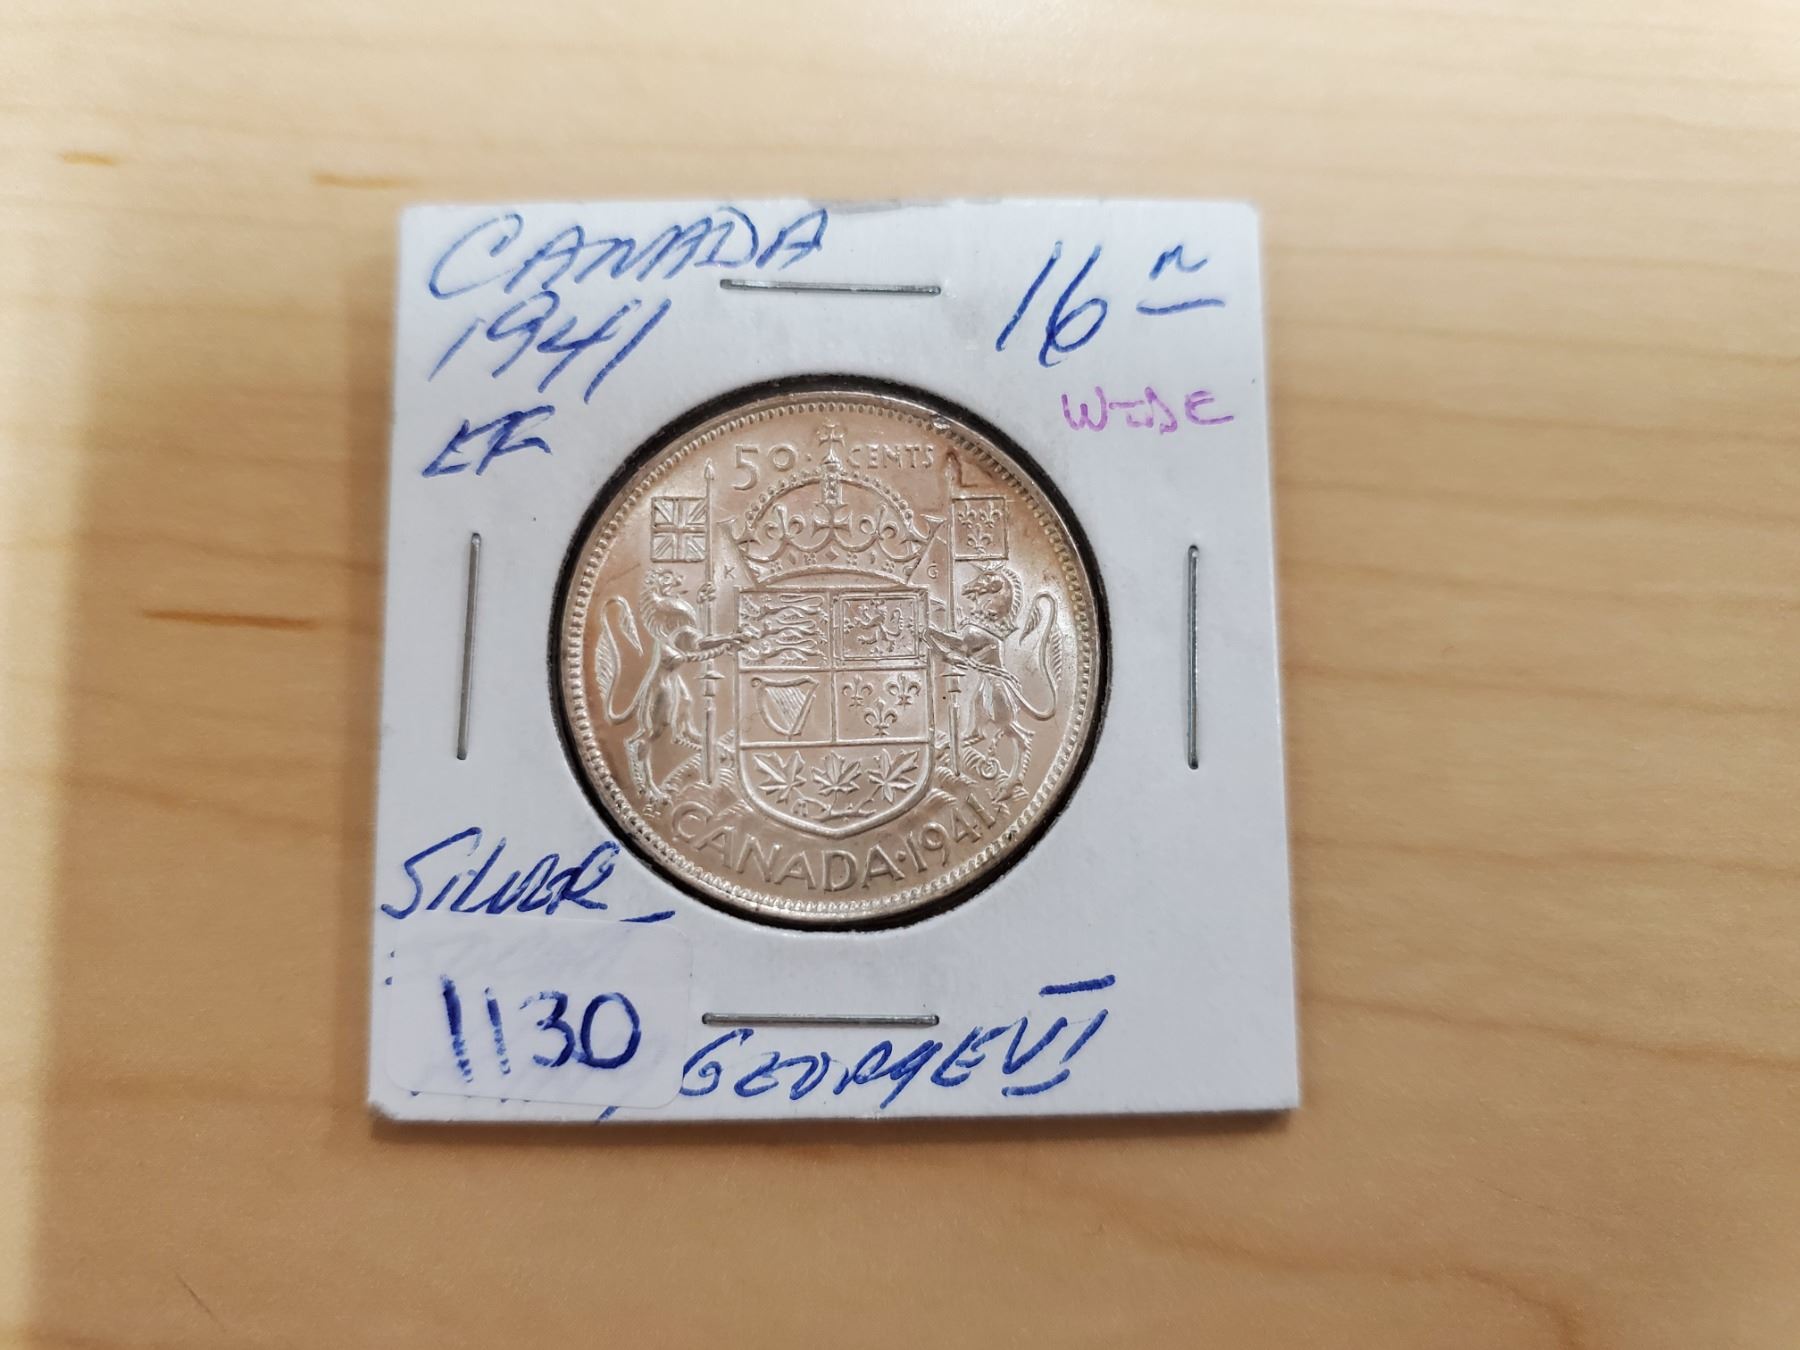 CANADA
1941
EF
16
WIDE
50 CENTS
K G
CANADA·1941
SILVER
1130
GEORGE VI